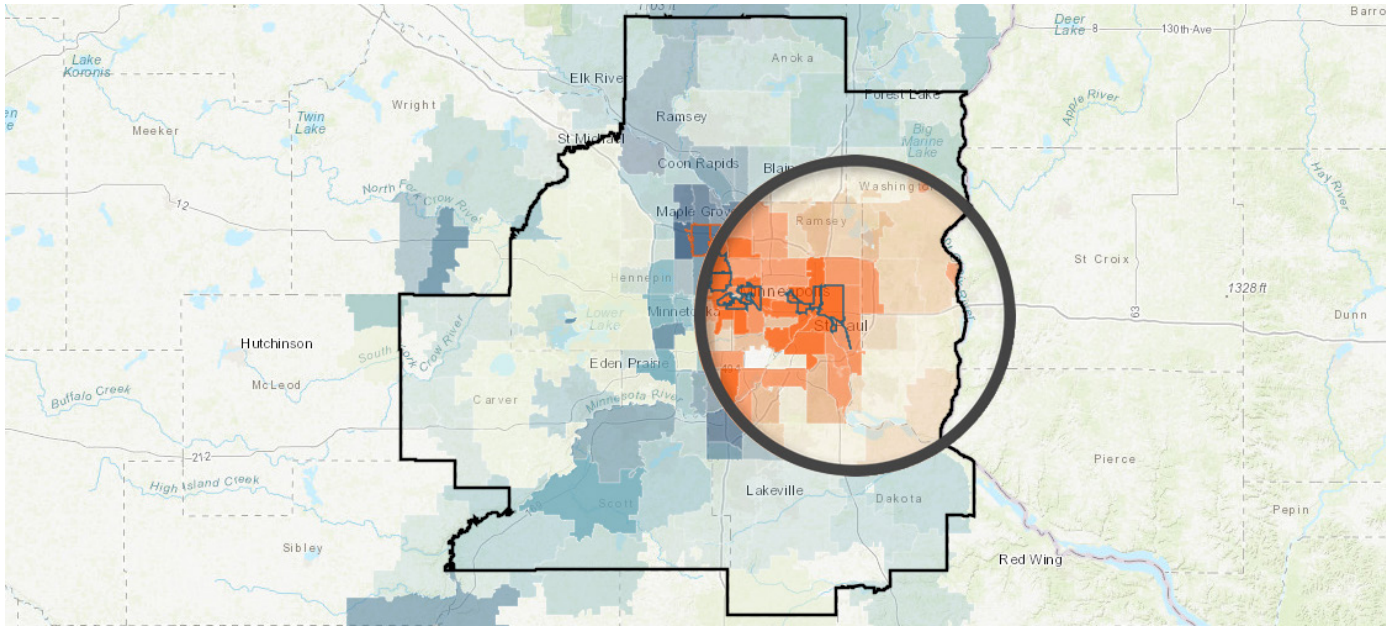 Deer
Lake
8
130th Ave
Barro
Lake
Koronis
Elk River
Anoka
Wright
Forest Lake
Apple River
Meeker
Twin
Lake
Ramsey
St Michael
Big
Marine
Lake
Coon Rapids
Blain
Hay River
North Fork Crow River
Washington
12
Maple Grov
Ramsey
St Croix
Hennepin
1328 ft
Lower
Lake
Minnetonka
63
Dunn
St Paul
Hutchinson
South Fork
Crow River
Eden Prairie
McLeod
Buffalo Creek
Carver
Minnesota River
212
Pierce
High Island Creek
Lakeville
Scott
Dakota
Pepin
Sibley
Red Wing